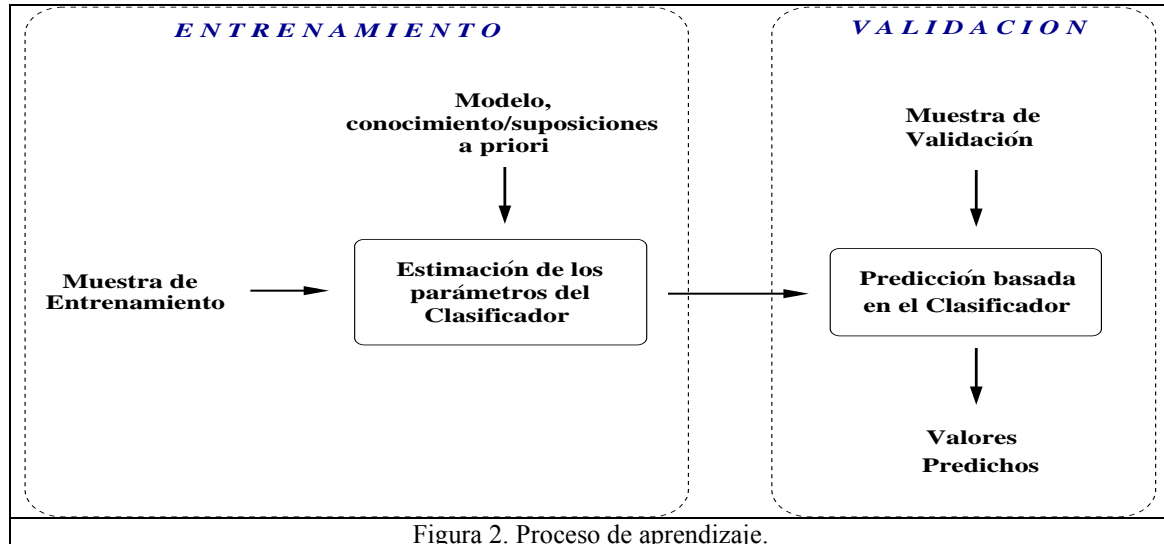 ENTRENAMIENTO
Modelo,
conocimiento/suposiciones
a priori
Muestra de
Entrenamiento
Estimación de los
parámetros del
Clasificador
VALIDACION
Muestra de
Validación
Predicción basada
en el Clasificador
Valores
Predichos
Figura 2. Proceso de aprendizaje.